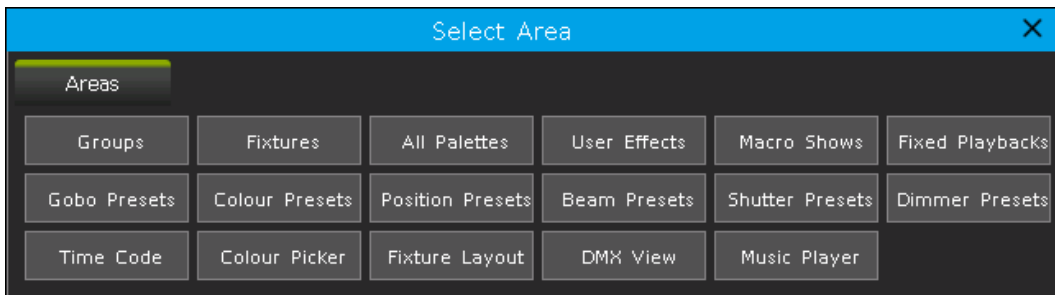 Select Area
Areas
Groups Fixtures All Palettes User Effects Macro Shows Fixed Playbacks
Gobo Presets Colour Presets Position Presets Beam Presets Shutter Presets Dimmer Presets
Time Code Colour Picker Fixture Layout DMX View Music Player